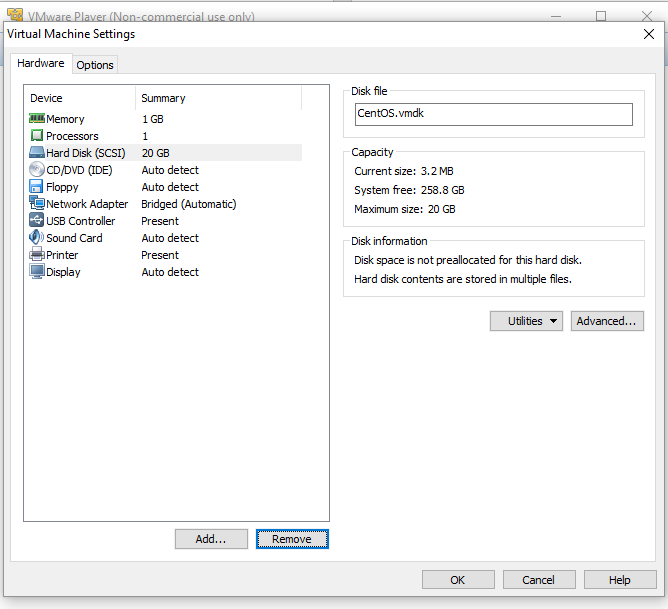 VMware Player (Non-commercial use only)
Virtual Machine Settings
Hardware
Options
Device Summary
Memory 1 GB
Processors 1
Hard Disk (SCSI) 20 GB
CD/DVD (IDE) Auto detect
Floppy Auto detect
Network Adapter Bridged (Automatic)
USB Controller Present
Sound Card Auto detect
Printer Present
Display Auto detect
Add...
Remove
Disk file
CentOS.vmdk
Capacity
Current size: 3.2 MB
System free: 258.8 GB
Maximum size: 20 GB
Disk information
Disk space is not preallocated for this hard disk.
Hard disk contents are stored in multiple files.
Utilities
Advanced...
OK
Cancel
Help